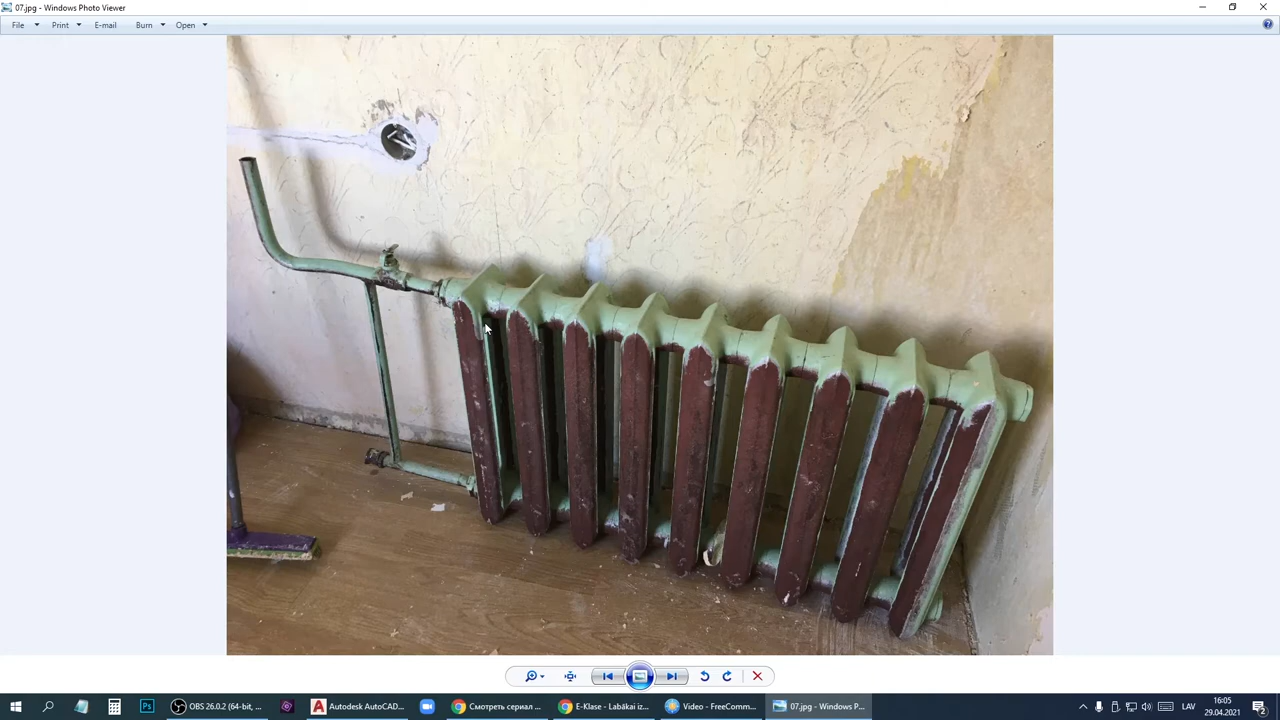 07.jpg - Windows Photo Viewer
File Print E-mail Burn Open
OBS 26.0.2 (64-bit, ...
Autodesk AutoCAD...
Смотреть сериал ...
E-Klase - Labākai iz...
Video - FreeComm...
07.jpg - Windows P...
LAV
16:05
29.04.2021
2